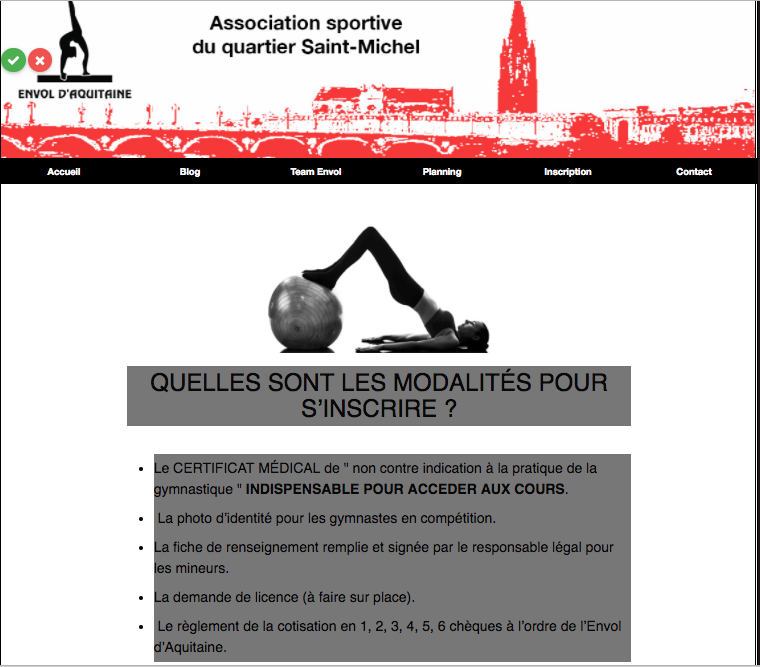 Association sportive
du quartier Saint-Michel
ENVOL D'AQUITAINE
Accueil Blog Team Envol Planning Inscription Contact
QUELLES SONT LES MODALITÉS POUR
S'INSCRIRE ?
• Le CERTIFICAT MÉDICAL de " non contre indication à la pratique de la
gymnastique " INDISPENSABLE POUR ACCEDER AUX COURS.
• La photo d'identité pour les gymnastes en compétition.
• La fiche de renseignement remplie et signée par le responsable légal pour
les mineurs.
• La demande de licence (à faire sur place).
• Le règlement de la cotisation en 1, 2, 3, 4, 5, 6 chèques à l'ordre de l'Envol
d'Aquitaine.